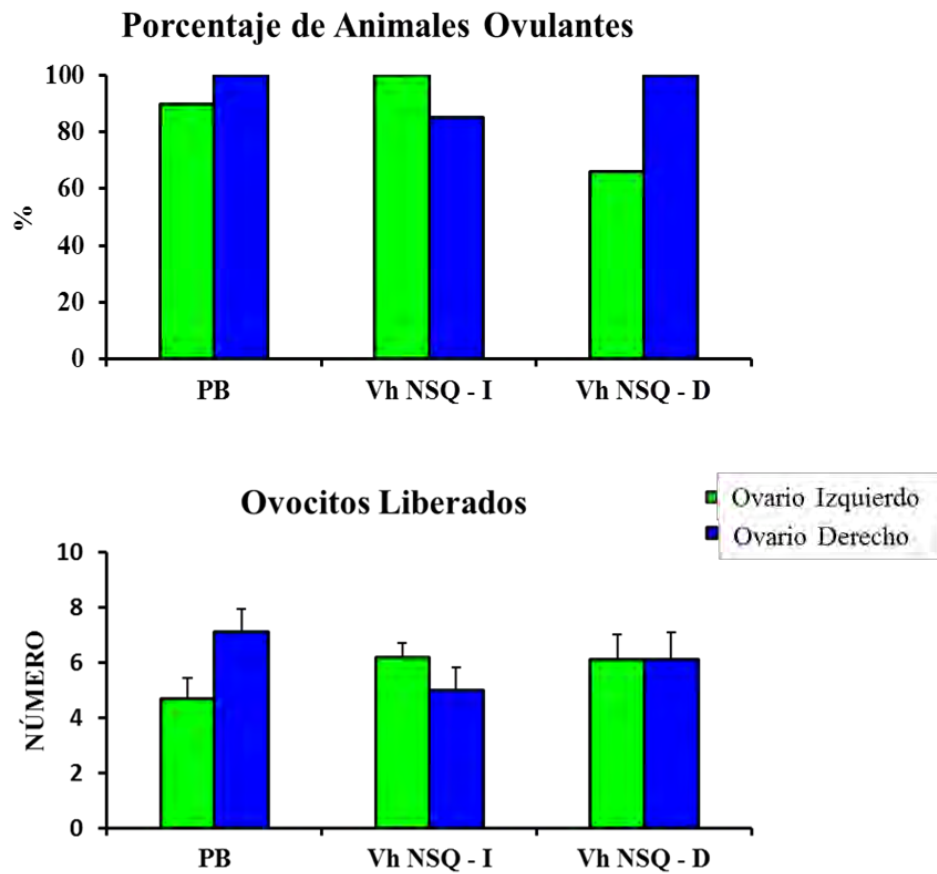 Porcentaje de Animales Ovulantes
100
80
60
40
20
0
%
PB
Vh NSQ - I
Vh NSQ - D
Ovocitos Liberados
Ovario Izquierdo
Ovario Derecho
10
8
6
4
2
0
NÚMERO
PB
Vh NSQ - I
Vh NSQ - D